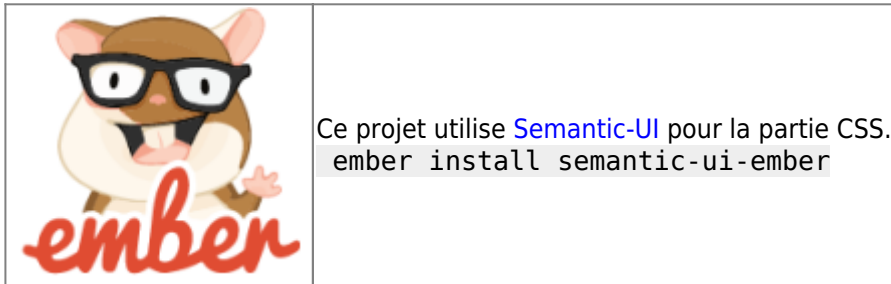 ember
Ce projet utilise Semantic-UI pour la partie CSS.
ember install semantic-ui-ember